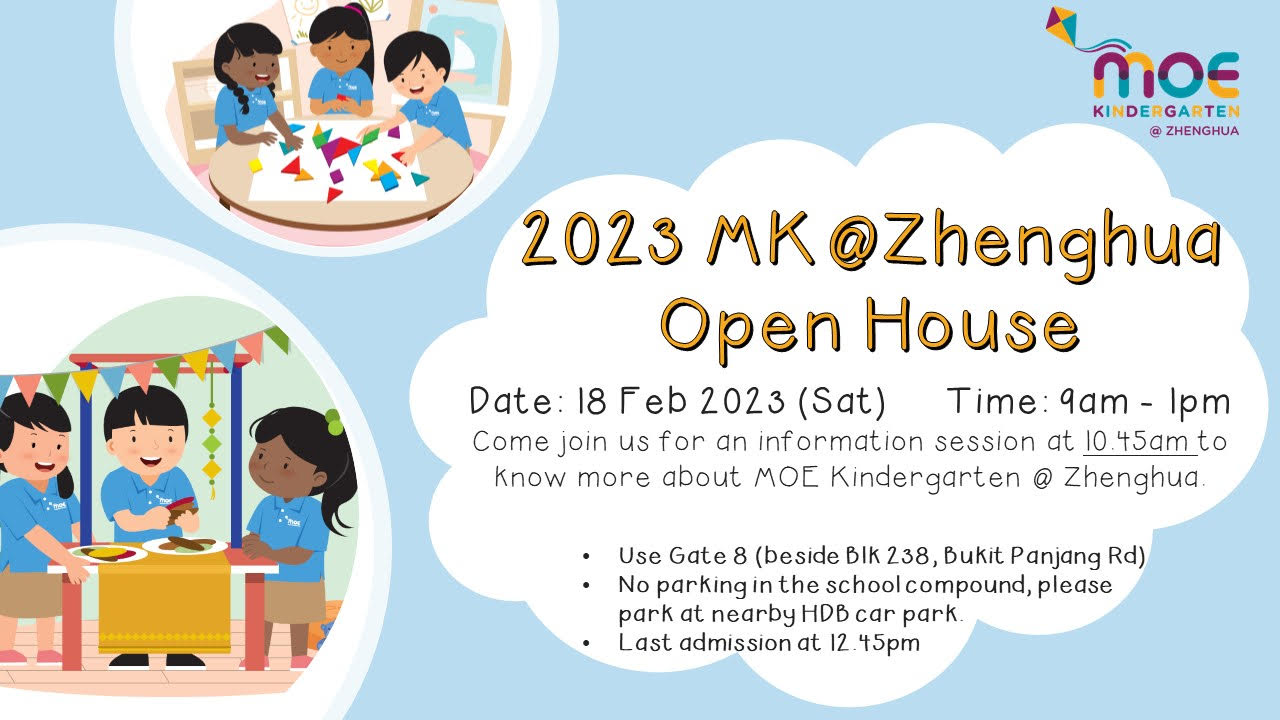 MOE
KINDERGARTEN
@ ZHENGHUA
2023 MK @Zhenghua
Open House
Date: 18 Feb 2023 (Sat) Time: 9am - 1pm
Come join us for an information session at 10.45am to
know more about MOE Kindergarten @ Zhenghua.
• Use Gate 8 (beside Blk 238, Bukit Panjang Rd)
• No parking in the school compound, please
park at nearby HDB car park.
• Last admission at 12.45pm
moe
moe